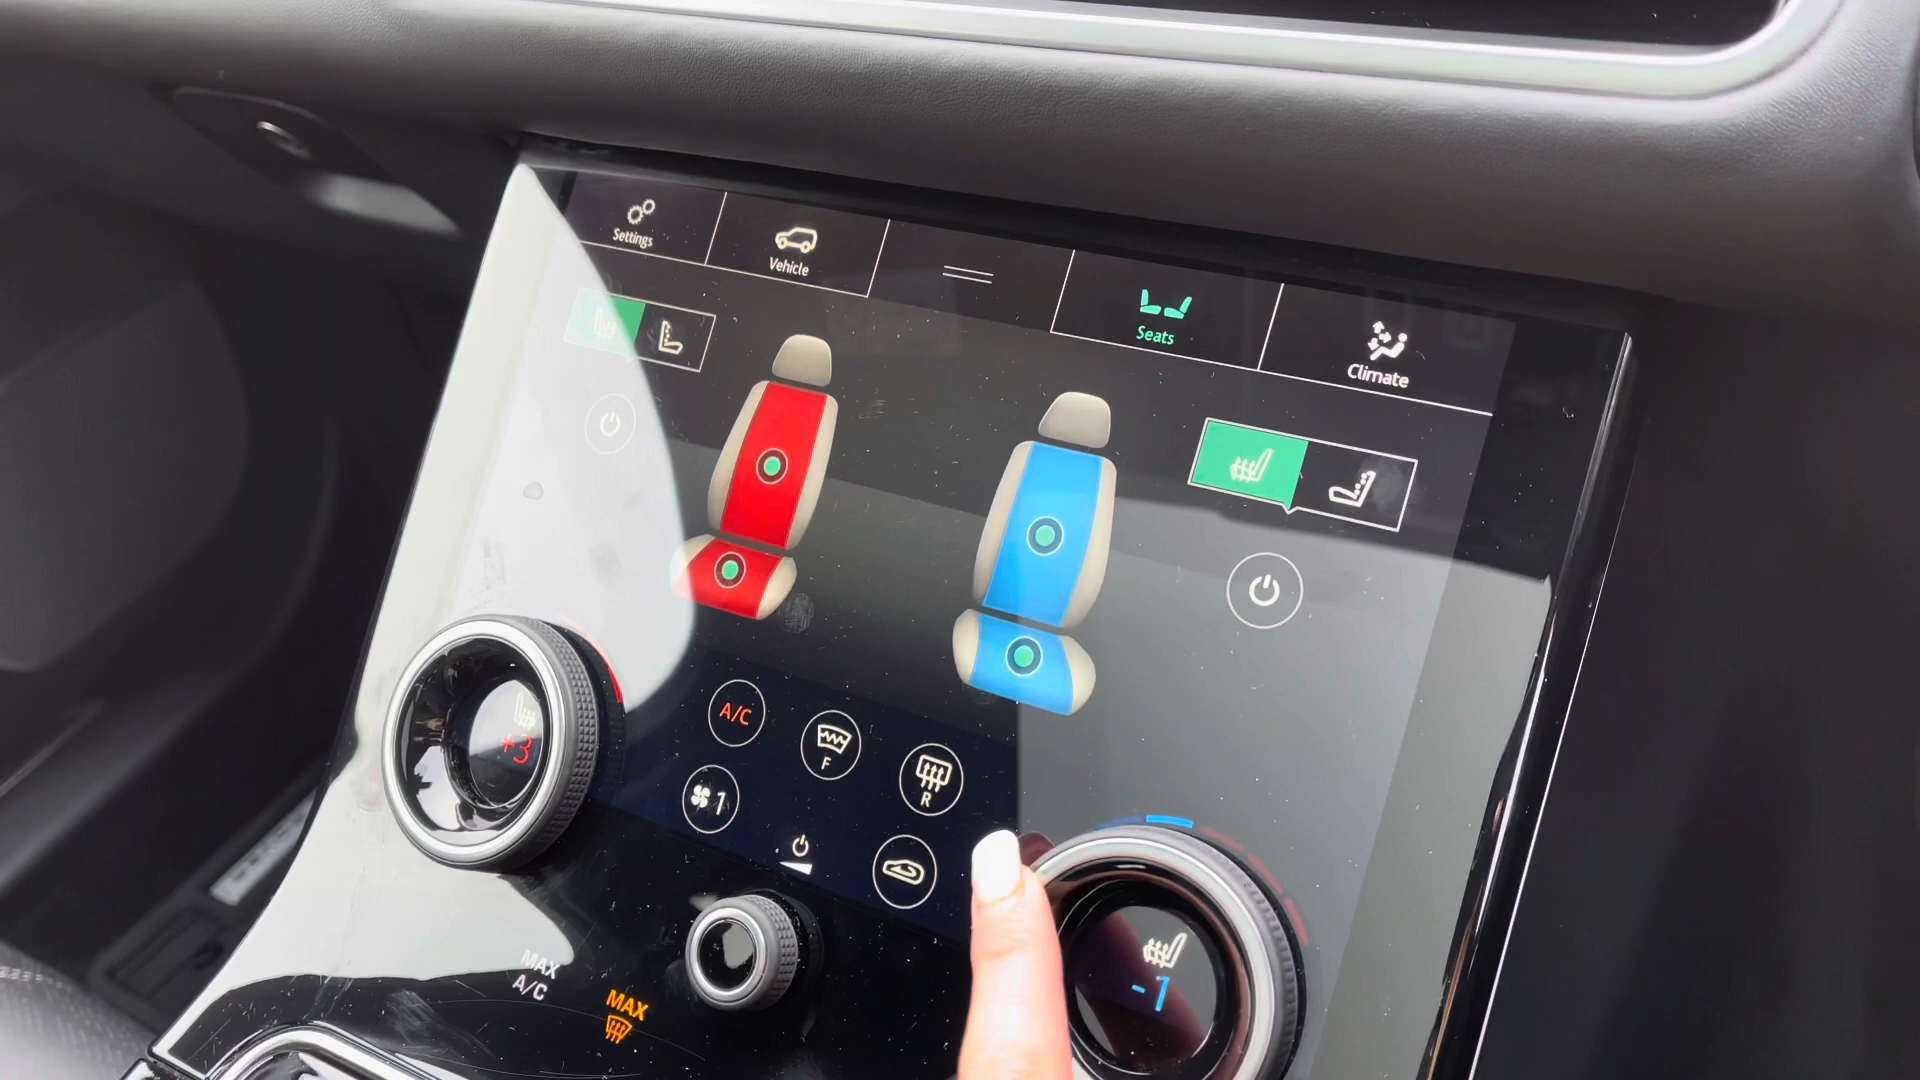 Settings
Vehicle
Seats
Climate
+3
A/C
F
R
1
-1
MAX
A/C
MAX